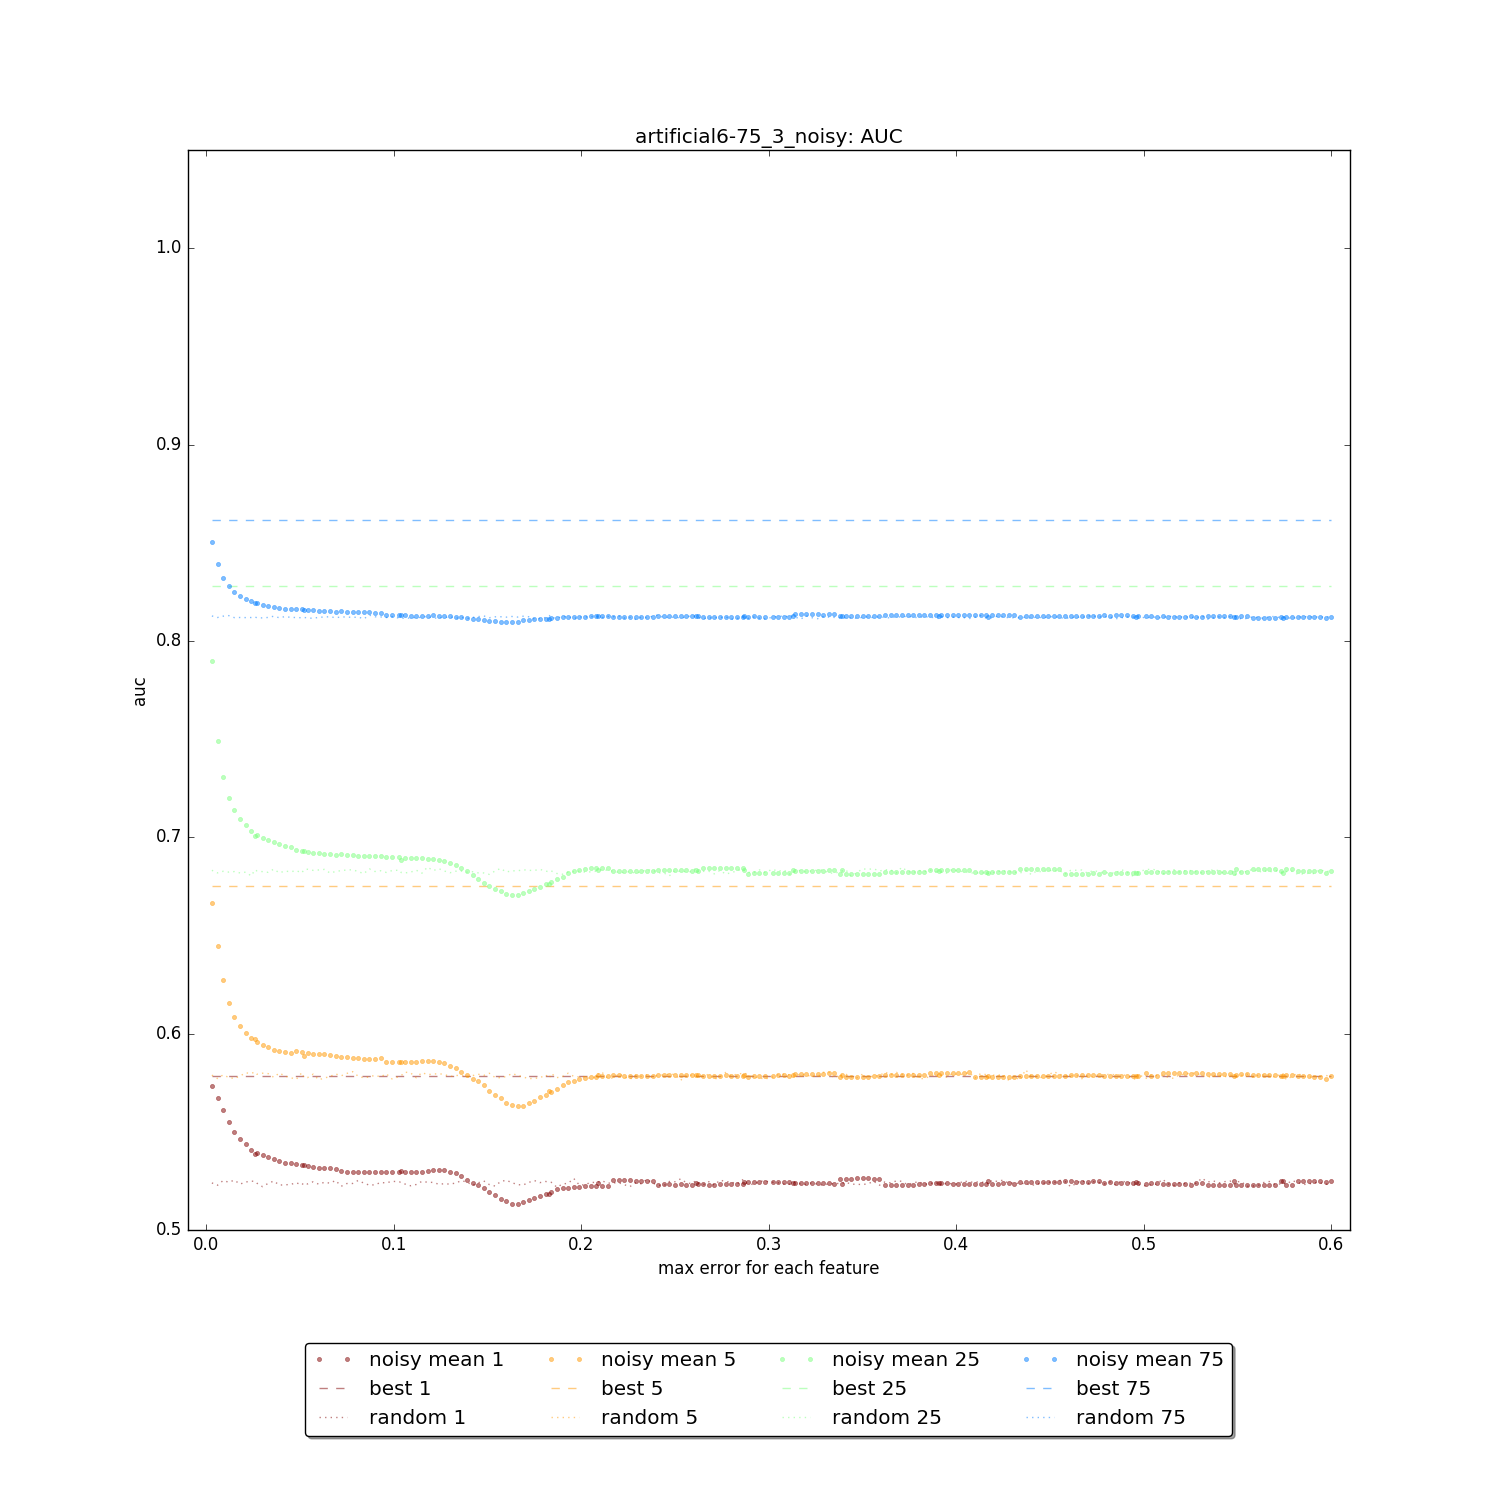 artificial6-75_3_noisy: AUC
1.0
0.9
0.8
0.7
0.6
0.5
auc
0.0 0.1 0.2 0.3 0.4 0.5 0.6
max error for each feature
noisy mean 1 noisy mean 5 noisy mean 25 noisy mean 75
best 1 best 5 best 25 best 75
random 1 random 5 random 25 random 75